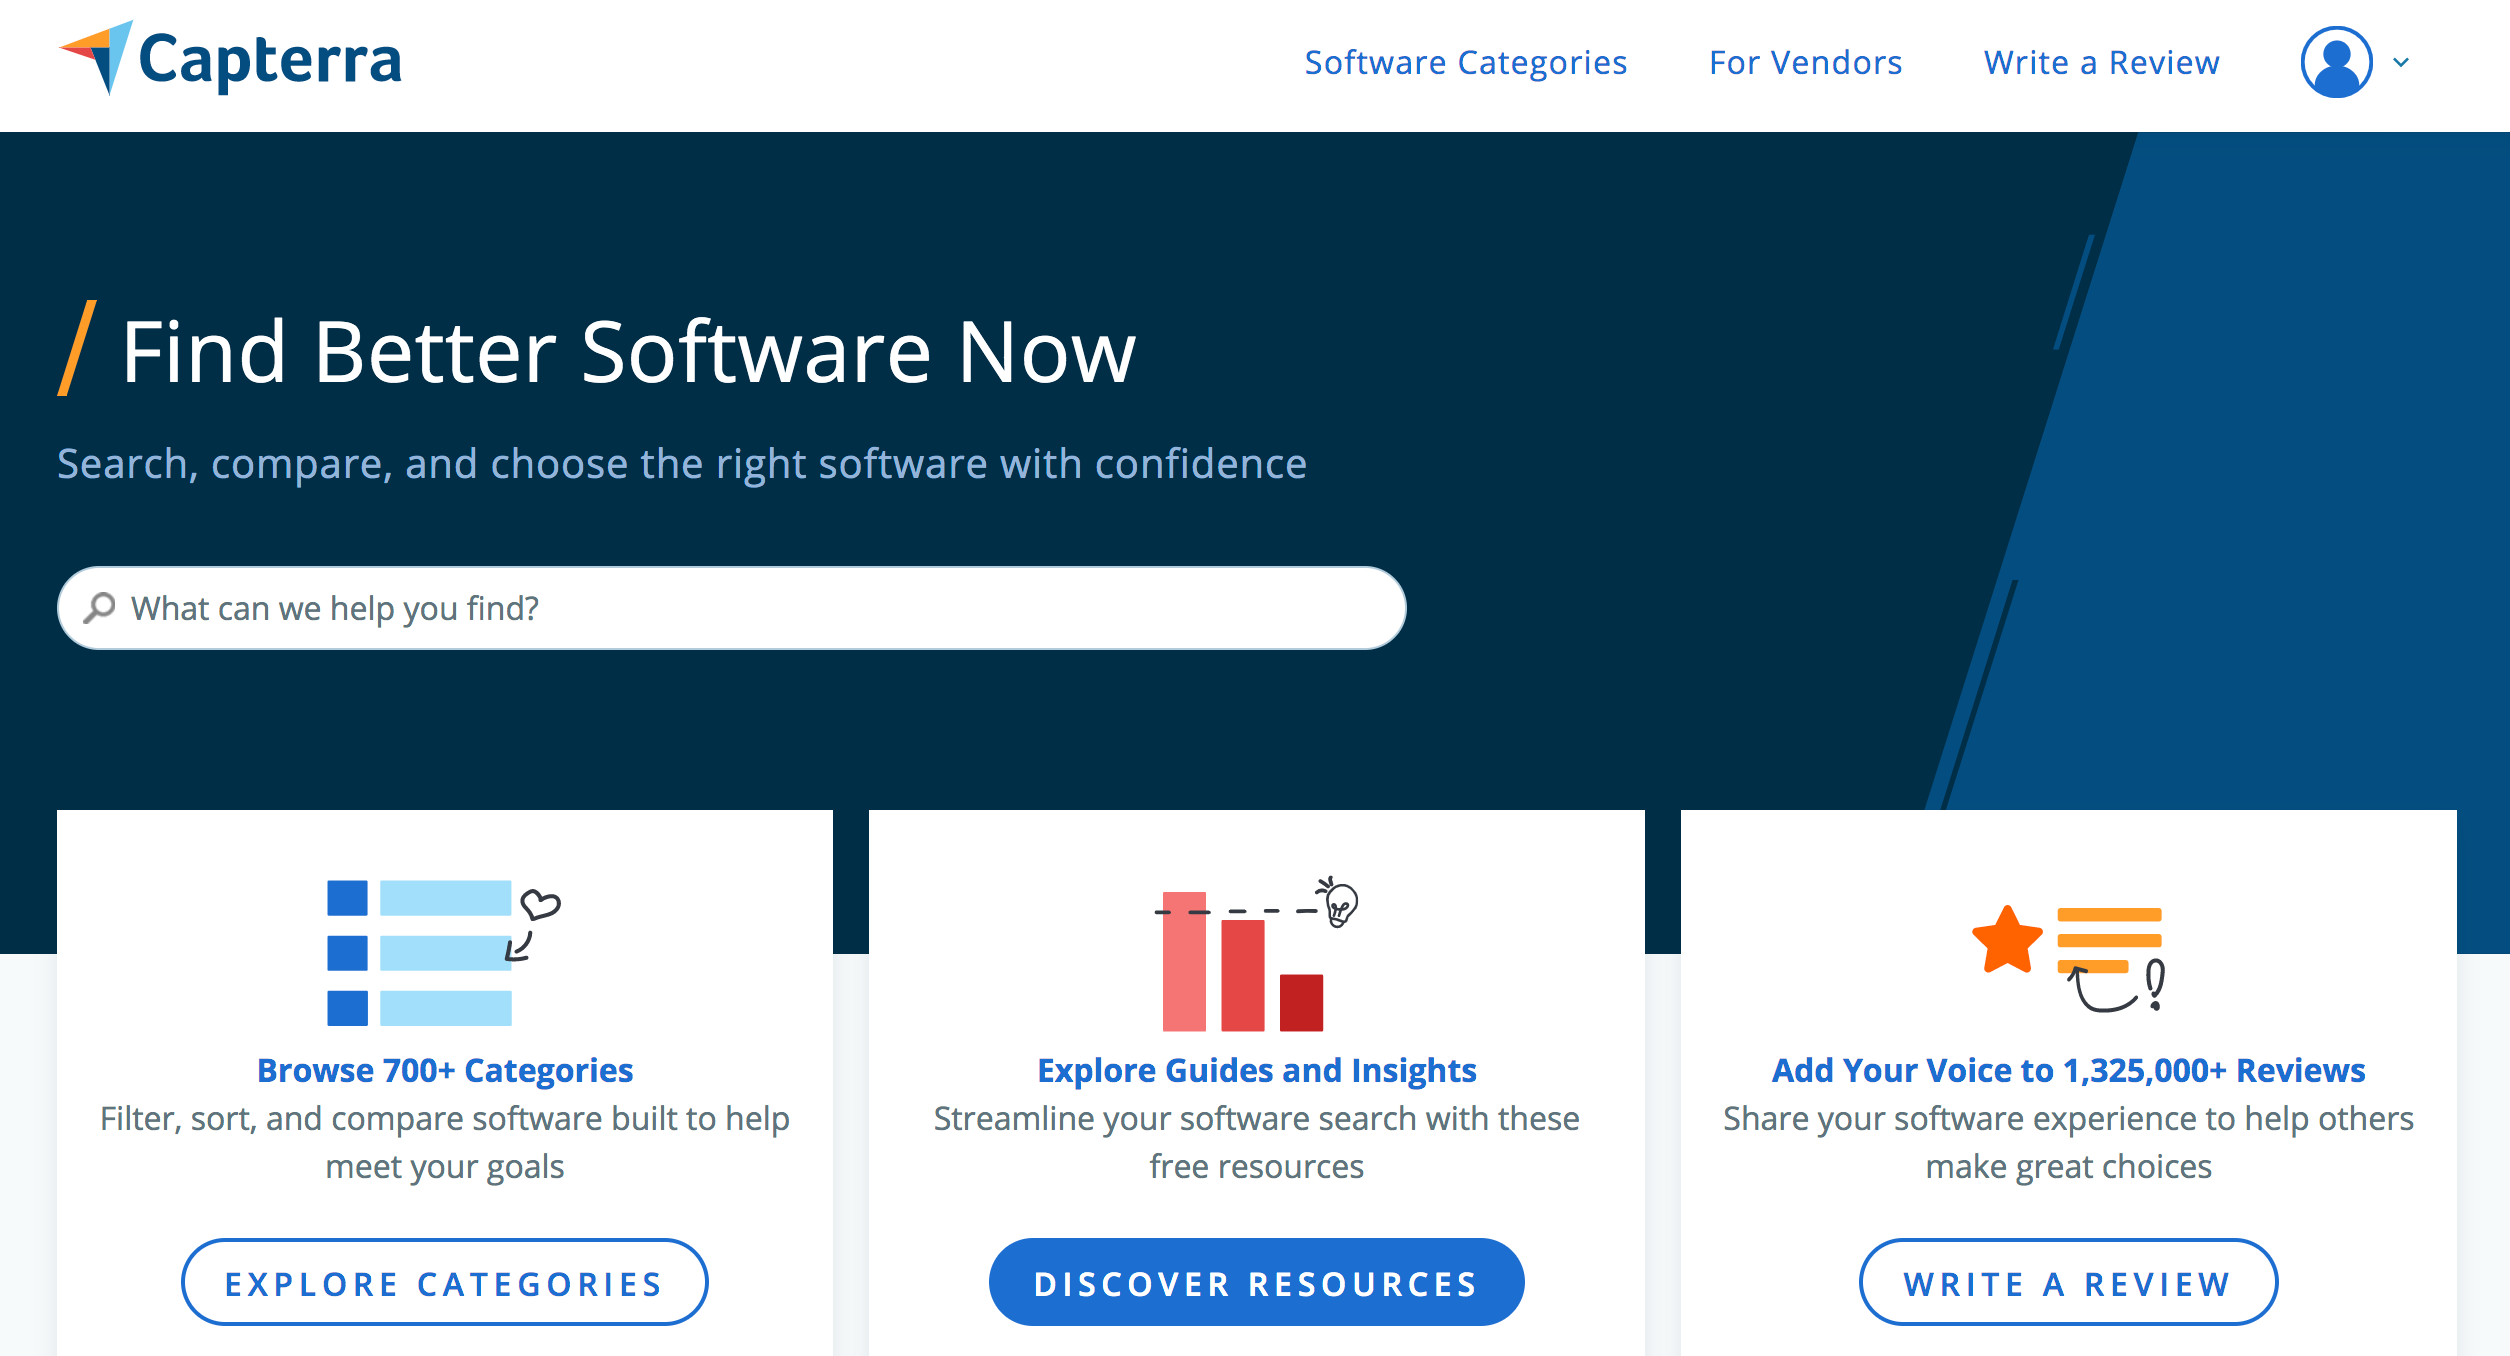 Capterra
Software Categories
For Vendors
Write a Review
Find Better Software Now
Search, compare, and choose the right software with confidence
What can we help you find?
Browse 700+ Categories
Filter, sort, and compare software built to help
meet your goals
EXPLORE CATEGORIES
Explore Guides and Insights
Streamline your software search with these
free resources
DISCOVER RESOURCES
Add Your Voice to 1,325,000+ Reviews
Share your software experience to help others
make great choices
WRITE A REVIEW